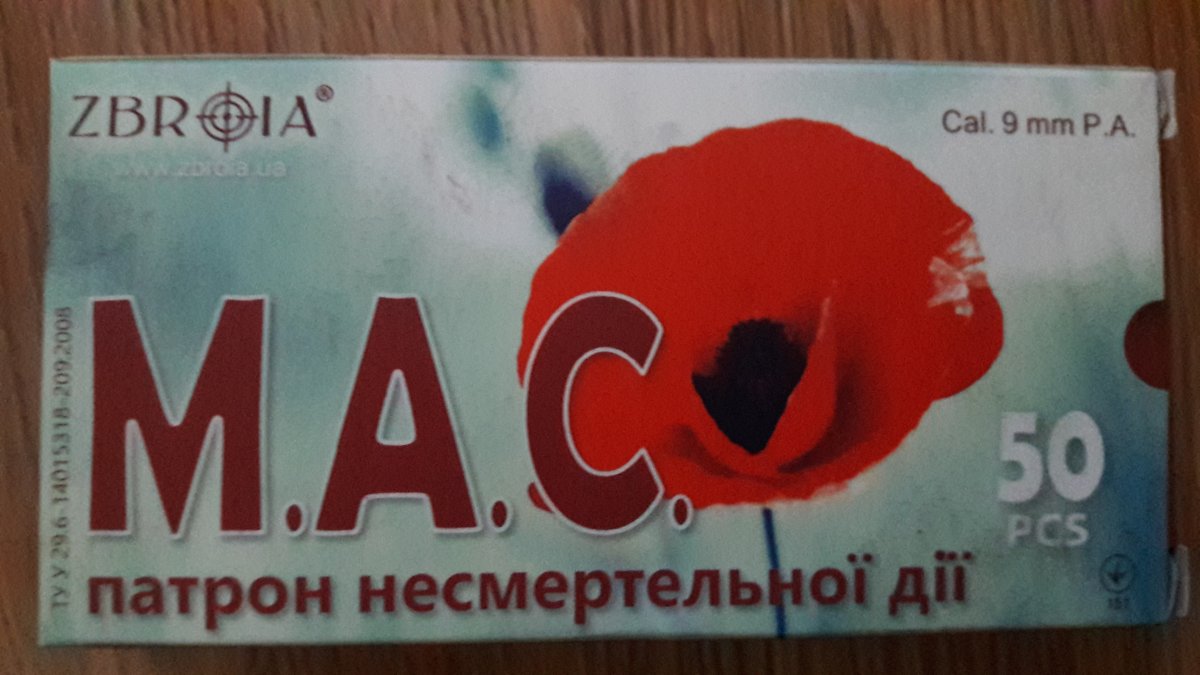 ZBROIA®
www.zbroia.ua
Cal. 9 mm P.A.
М.А.С.
50
PCS
патрон несмертельної дії
ТУ У 29.6-14015318-209:2008